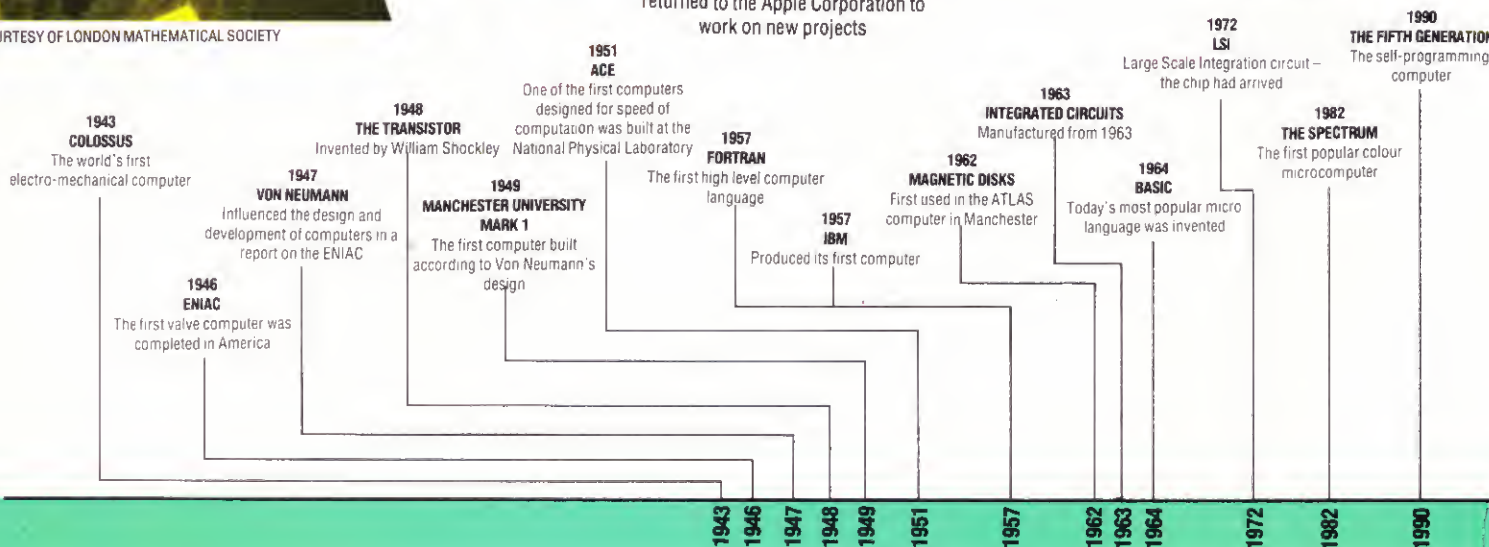 returned to the Apple Corporation to
work on new projects
URTESY OF LONDON MATHEMATICAL SOCIETY
1943
COLOSSUS
The world's first
electro-mechanical computer
1946
ENIAC
The first valve computer was
completed in America
1947
VON NEUMANN
Influenced the design and
development of computers in a
report on the ENIAC
1948
THE TRANSISTOR
Invented by William Shockley
1949
MANCHESTER UNIVERSITY
MARK 1
The first computer built
according to Von Neumann's
design
1951
ACE
One of the first computers
designed for speed of
computation was built at the
National Physical Laboratory
1957
FORTRAN
The first high level computer
language
1957
IBM
Produced its first computer
1962
MAGNETIC DISKS
First used in the ATLAS
computer in Manchester
1963
INTEGRATED CIRCUITS
Manufactured from 1963
1964
BASIC
Today's most popular micro
language was invented
1972
LSI
Large Scale Integration circuit –
the chip had arrived
1982
THE SPECTRUM
The first popular colour
microcomputer
1990
THE FIFTH GENERATION
The self-programming
computer
1943
1946
1947
1948
1949
1951
1957
1962
1963
1964
1972
1982
1990